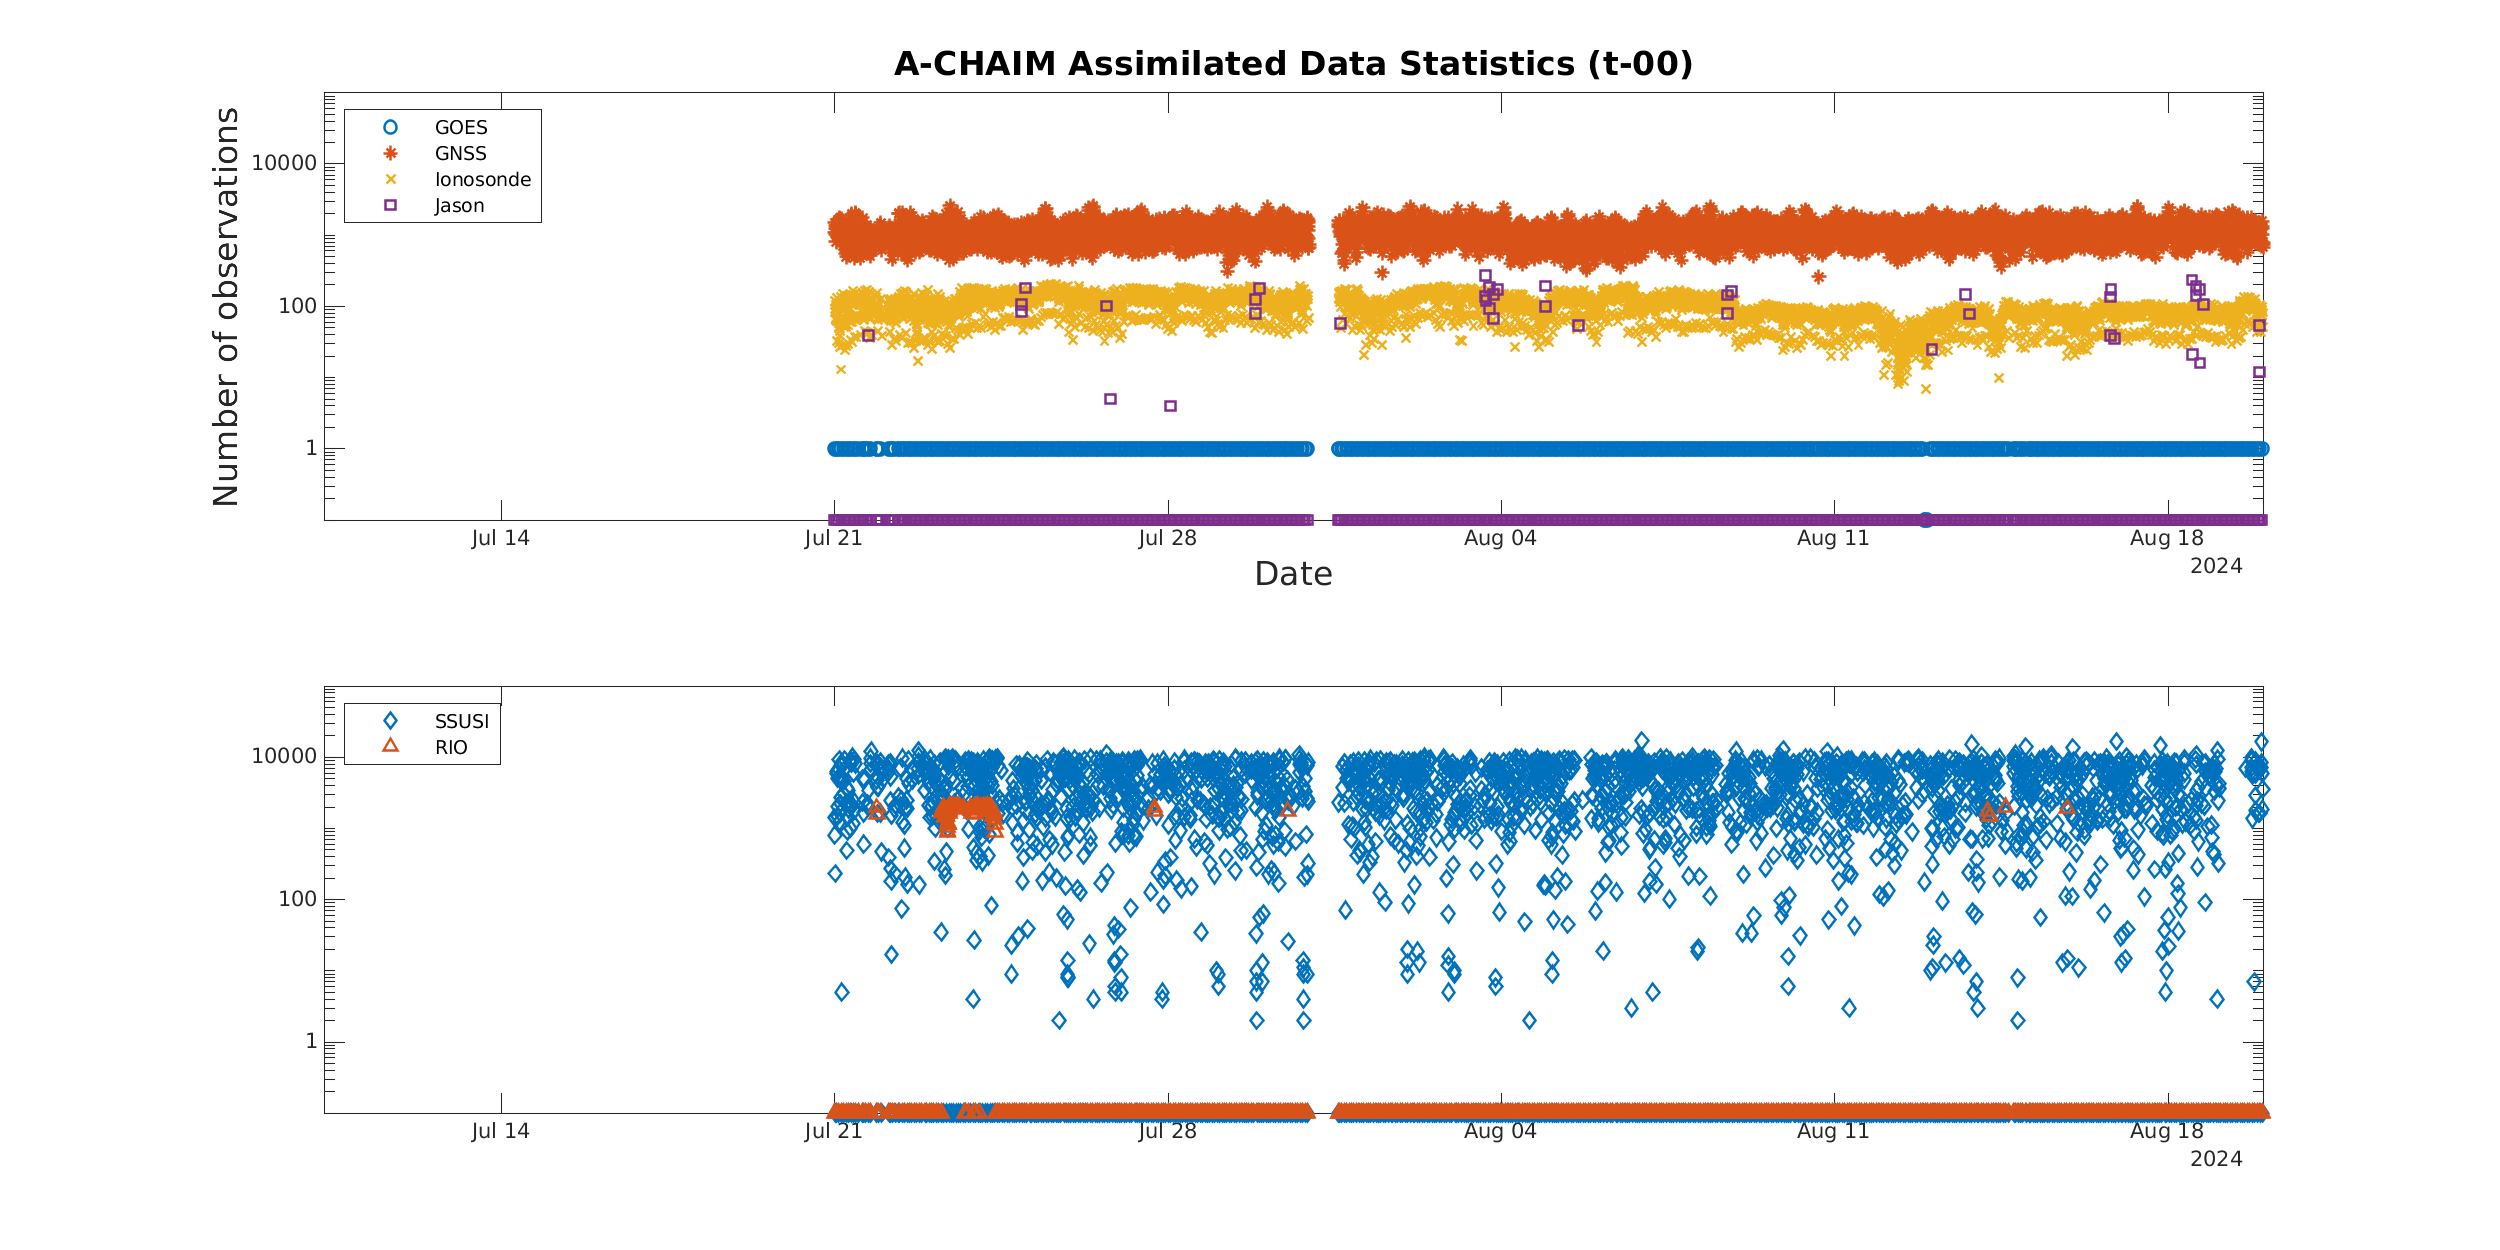 A-CHAIM Assimilated Data Statistics (t-00)
Number of observations
10000
100
1
GOES
GNSS
Ionosonde
Jason
Jul 14
Jul 21
Jul 28
Aug 04
Aug 11
Aug 18
2024
Date
10000
100
1
SSUSI
RIO
Jul 14
Jul 21
Jul 28
Aug 04
Aug 11
Aug 18
2024